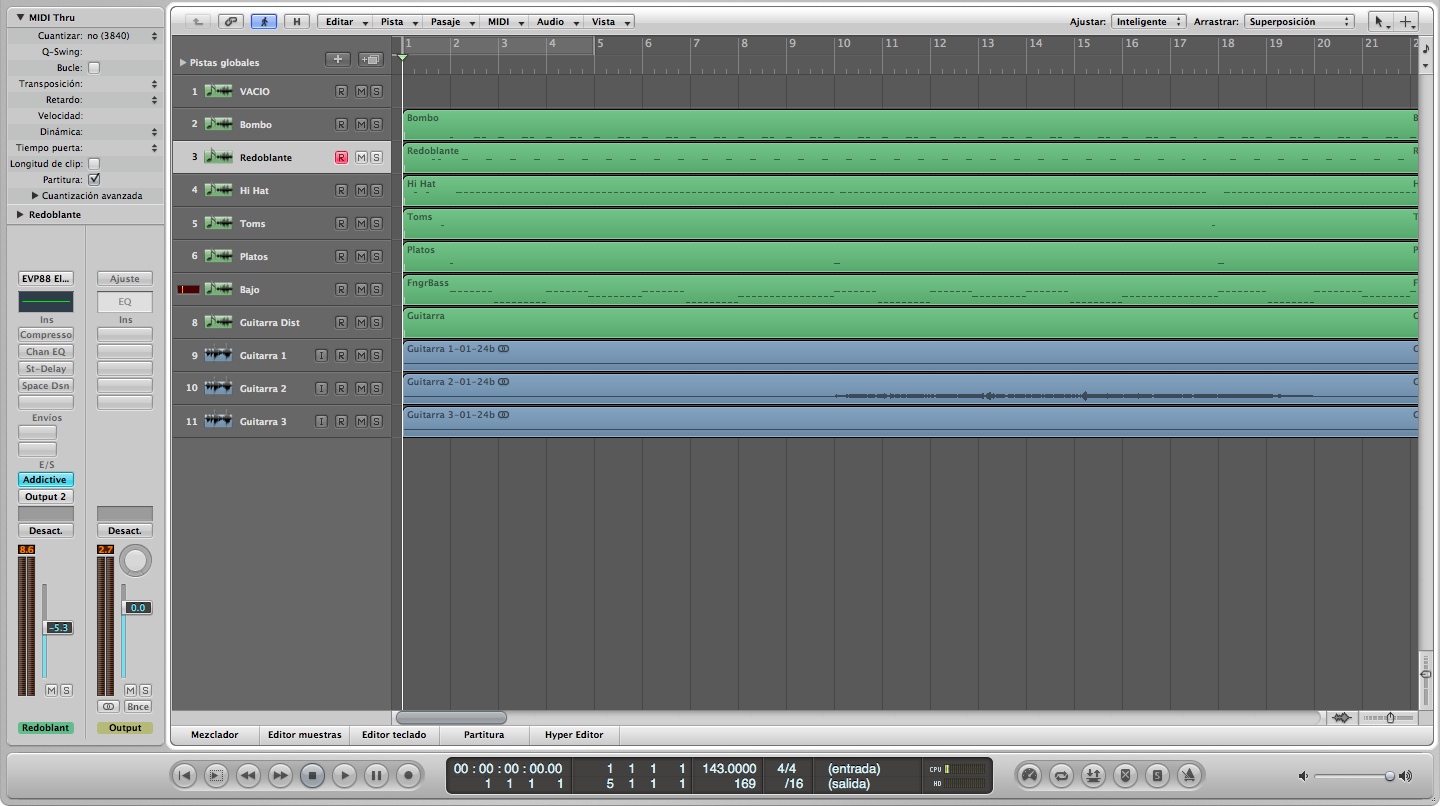 MIDI Thru
Cuantizar: no (3840)
Q-Swing:
Bucle:
Transposición:
Retardo:
Velocidad:
Dinámica:
Tiempo puerta:
Longitud de clip:
Partitura:
Cuantización avanzada
Redoblante
EVP88 El...
Ajuste
EQ
Ins
Ins
Compresso
Chan EQ
St-Delay
Space Dsn
Envíos
E/S
Addictive
Output 2
Desact.
Desact.
8.6
2.7
0.0
-5.3
M S
M S
Bnce
Redoblant
Output
H
Editar
Pista
Pasaje
MIDI
Audio
Vista
Ajustar: Inteligente
Arrastrar: Superposición
Pistas globales
1 2 3 4 5 6 7 8 9 10 11 12 13 14 15 16 17 18 19 20 21 2
1 VACIO R M S
2 Bombo R M S
Bombo
3 Redoblante R M S
Redoblante
4 Hi Hat R M S
Hi Hat
5 Toms R M S
Toms
6 Platos R M S
Platos
Bajo R M S
FngrBass
8 Guitarra Dist R M S
Guitarra
9 Guitarra 1 I R M S
Guitarra 1-01-24b
10 Guitarra 2 I R M S
Guitarra 2-01-24b
11 Guitarra 3 I R M S
Guitarra 3-01-24b
Mezclador
Editor muestras
Editor teclado
Partitura
Hyper Editor
00 : 00 : 00 : 00.00
1 1 1 1
1 1 1 1
5 1 1 1
143.0000
169
4/4
/16
(entrada)
(salida)
CPU
HD
S